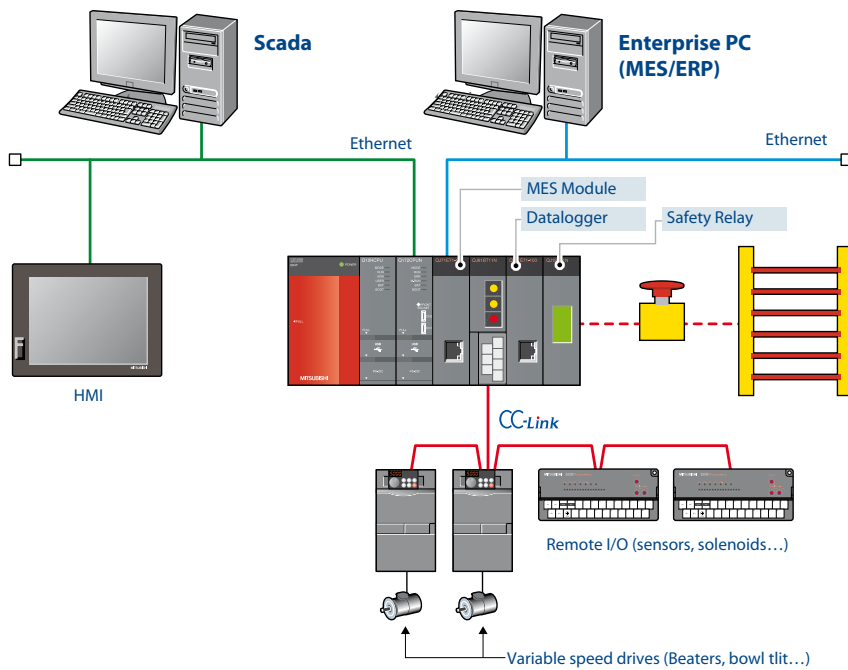 Scada
Enterprise PC
(MES/ERP)
Ethernet
Ethernet
MES Module
Datalogger
Safety Relay
POWER
MITSUBISHI
HMI
CC-Link
Remote I/O (sensors, solenoids…)
Variable speed drives (Beaters, bowl tlit…)